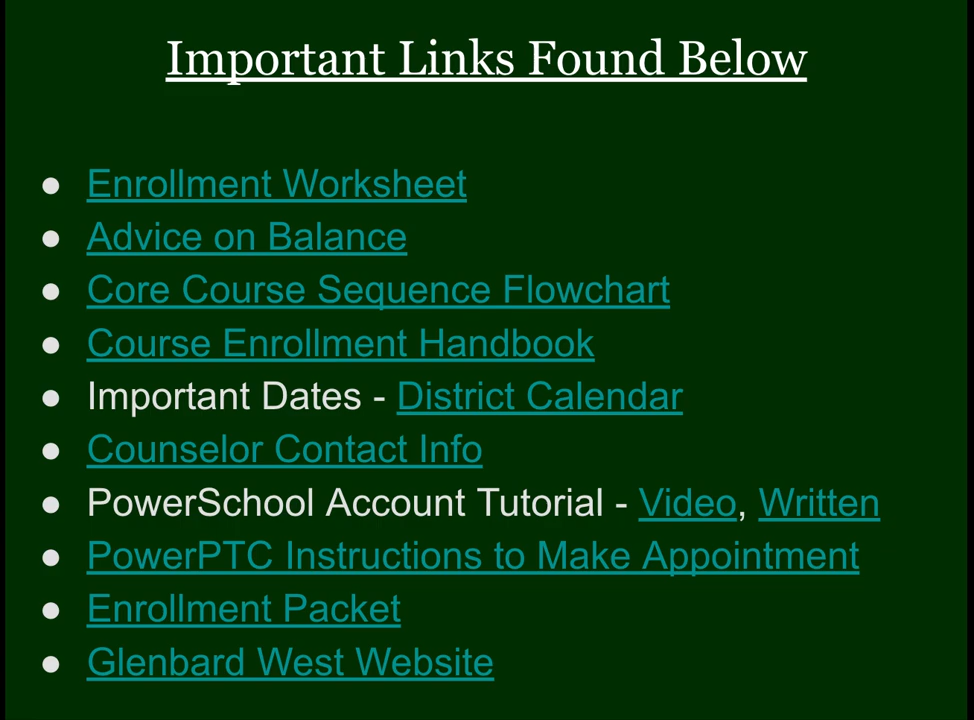 Important Links Found Below
● Enrollment Worksheet
● Advice on Balance
● Core Course Sequence Flowchart
● Course Enrollment Handbook
● Important Dates - District Calendar
● Counselor Contact Info
● PowerSchool Account Tutorial - Video, Written
● PowerPTC Instructions to Make Appointment
● Enrollment Packet
● Glenbard West Website